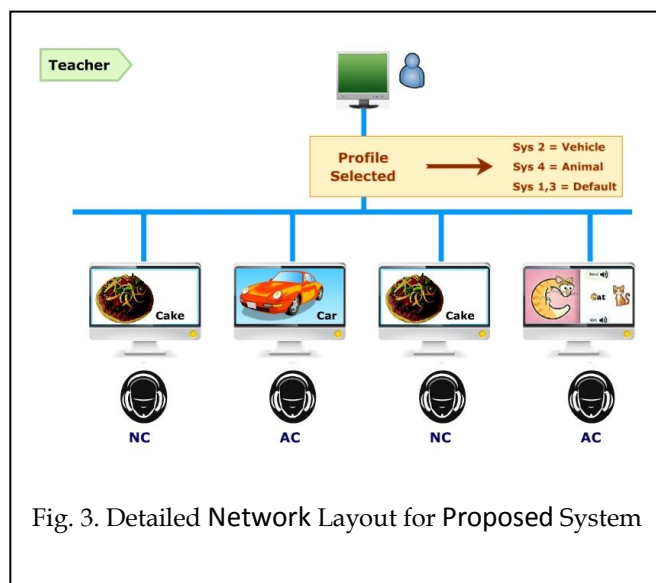 Teacher
Profile
Selected
Sys 2 = Vehicle
Sys 4 = Animal
Sys 1,3 = Default
Cake
Car
Cake
Cat
NC
AC
NC
AC
Fig. 3. Detailed Network Layout for Proposed System